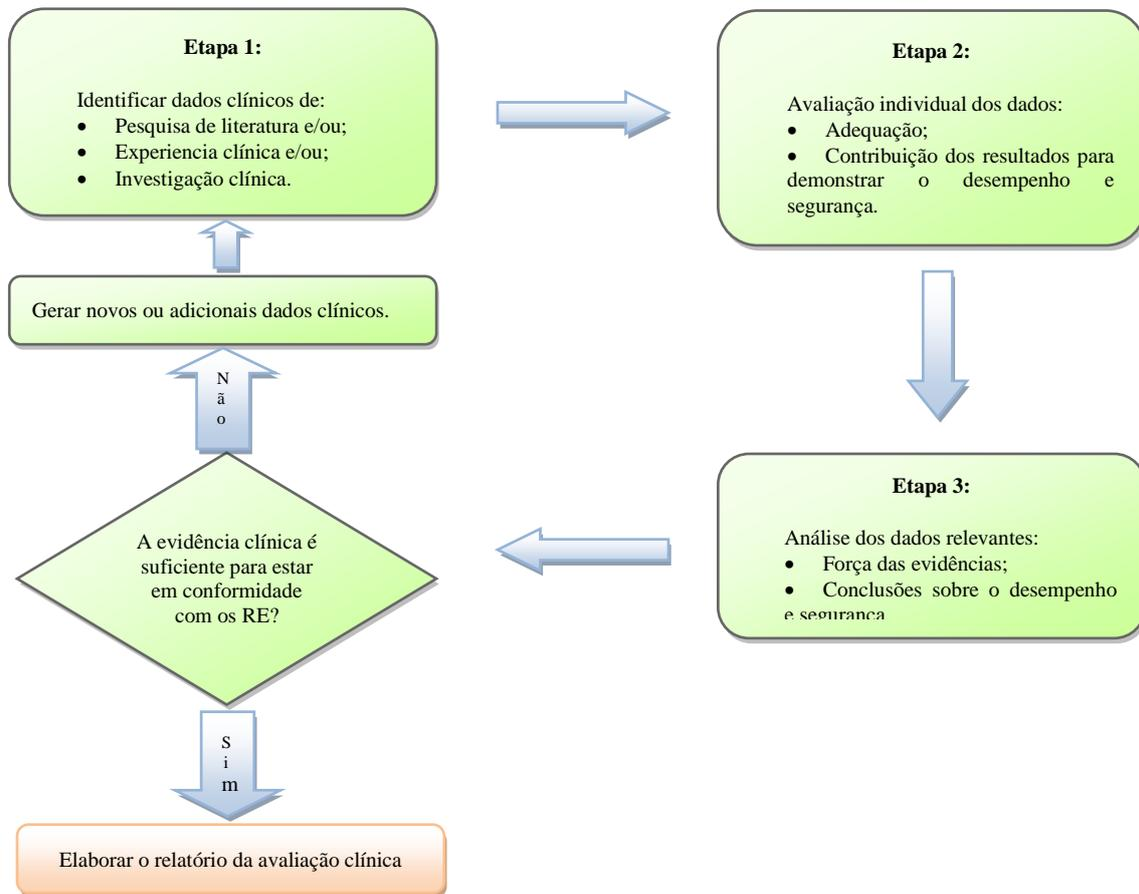 Etapa 1:
Identificar dados clínicos de:
• Pesquisa de literatura e/ou;
• Experiencia clínica e/ou;
• Investigação clínica.
Etapa 2:
Avaliação individual dos dados:
• Adequação;
• Contribuição dos resultados para
demonstrar o desempenho e
segurança.
Etapa 3:
Análise dos dados relevantes:
• Força das evidências;
• Conclusões sobre o desempenho
e segurança
A evidência clínica é
suficiente para estar
em conformidade
com os RE?
Não
Gerar novos ou adicionais dados clínicos.
Sim
Elaborar o relatório da avaliação clínica